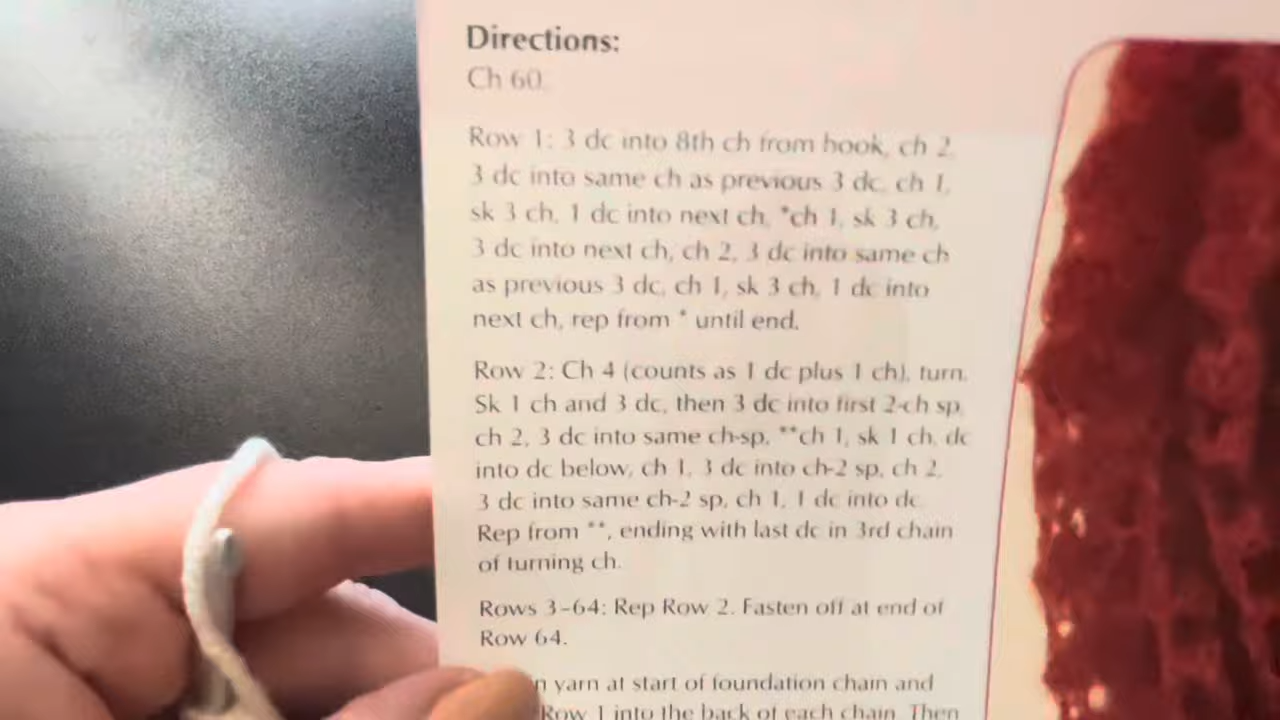 Directions:
Ch 60.
Row 1: 3 dc into 8th ch from hook, ch 2,
3 dc into same ch as previous 3 dc, ch 1,
sk 3 ch, 1 dc into next ch, *ch 1, sk 3 ch,
3 dc into next ch, ch 2, 3 dc into same ch
as previous 3 dc, ch 1, sk 3 ch, 1 dc into
next ch, rep from * until end.
Row 2: Ch 4 (counts as 1 dc plus 1 ch), turn.
Sk 1 ch and 3 dc, then 3 dc into first 2-ch sp,
ch 2, 3 dc into same ch-sp, **ch 1, sk 1 ch, dc
into dc below, ch 1, 3 dc into ch-2 sp, ch 2,
3 dc into same ch-2 sp, ch 1, 1 dc into dc.
Rep from **, ending with last dc in 3rd chain
of turning ch.
Rows 3–64: Rep Row 2. Fasten off at end of
Row 64.
yarn at start of foundation chain and
Row 1 into the back of each chain. Then